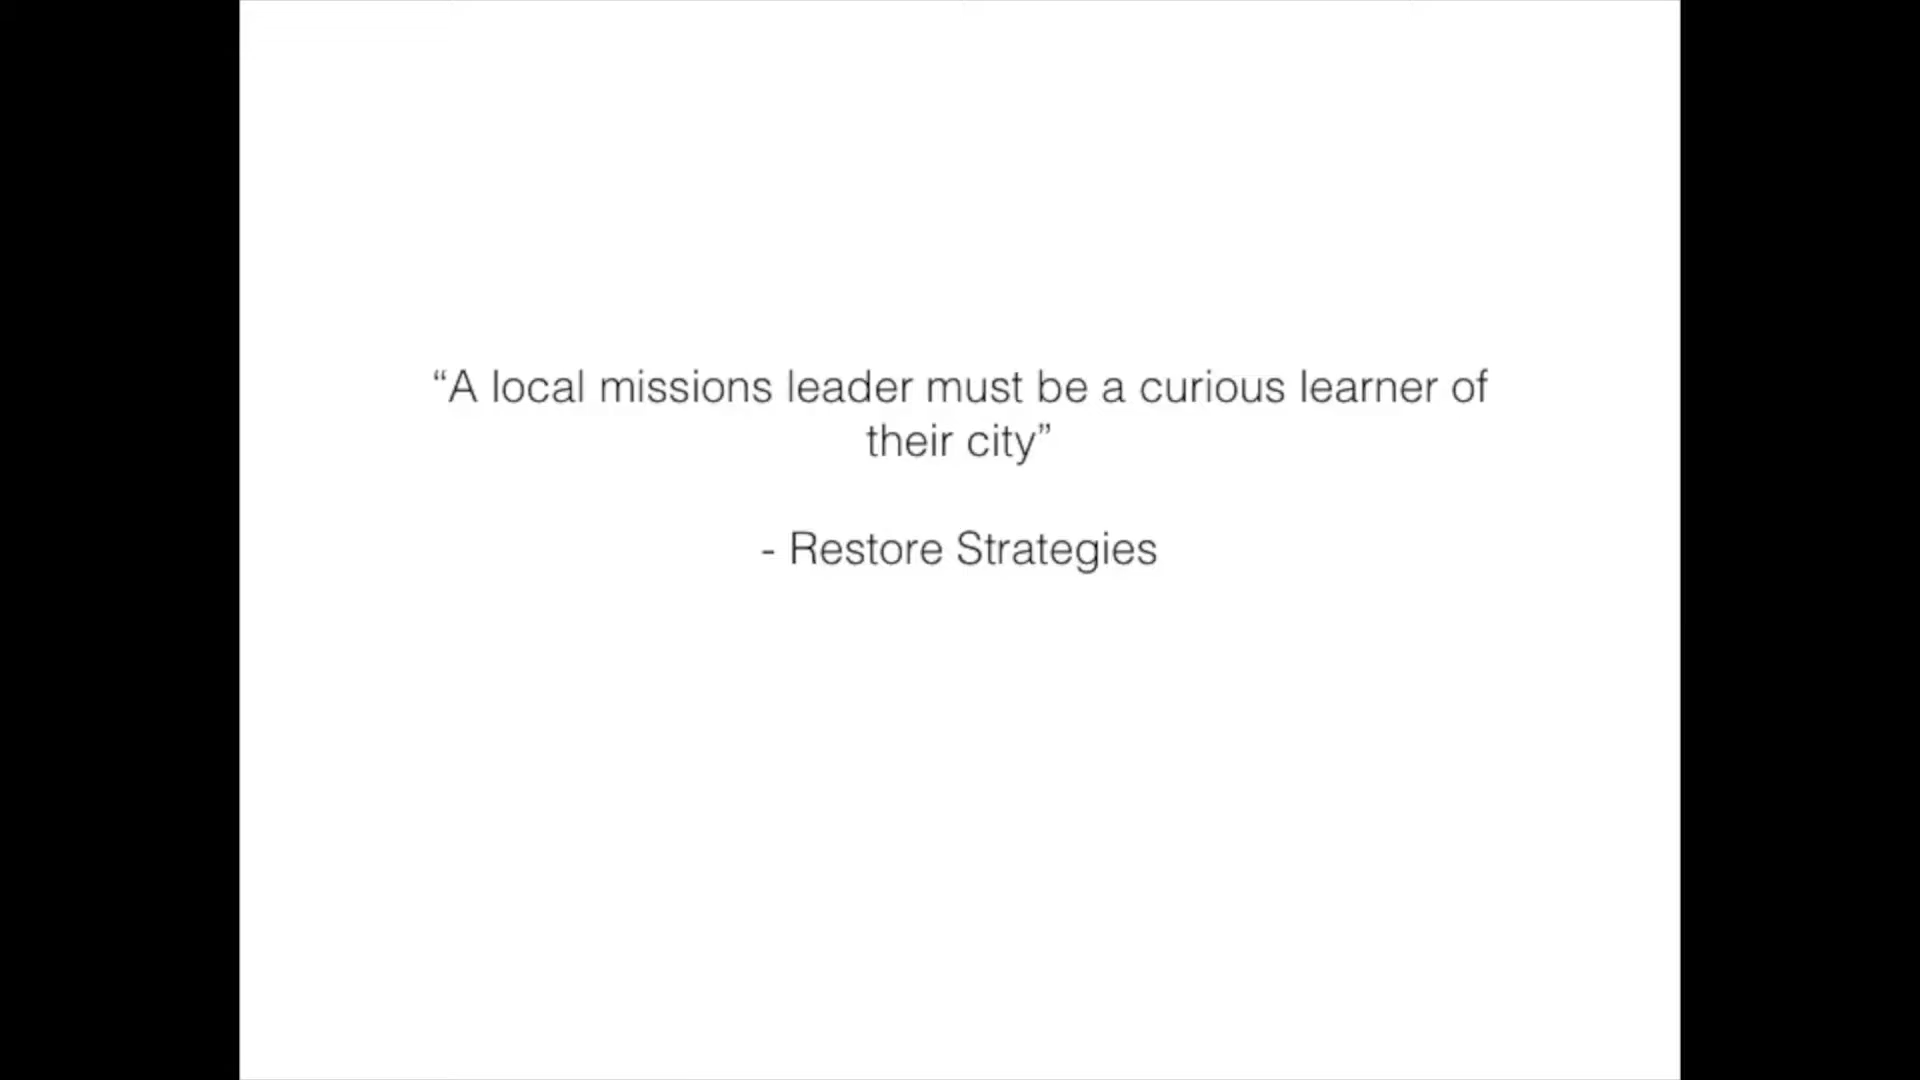 “A local missions leader must be a curious learner of
their city”
- Restore Strategies